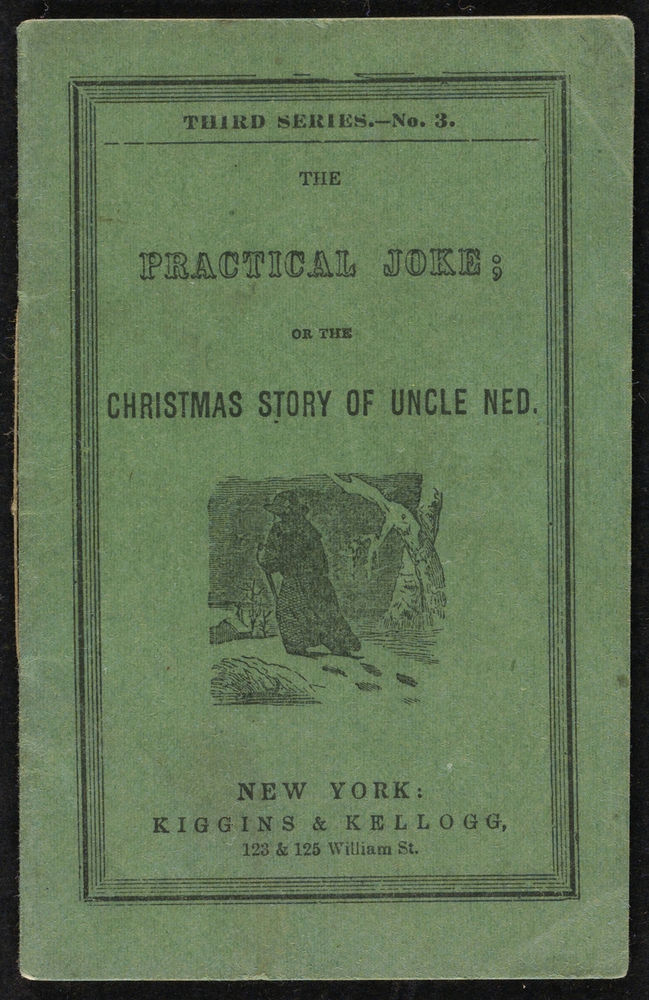 THIRD SERIES.—No. 3.
THE
PRACTICAL JOKE;
OR THE
CHRISTMAS STORY OF UNCLE NED.
NEW YORK:
KIGGINS & KELLOGG,
123 & 125 William St.